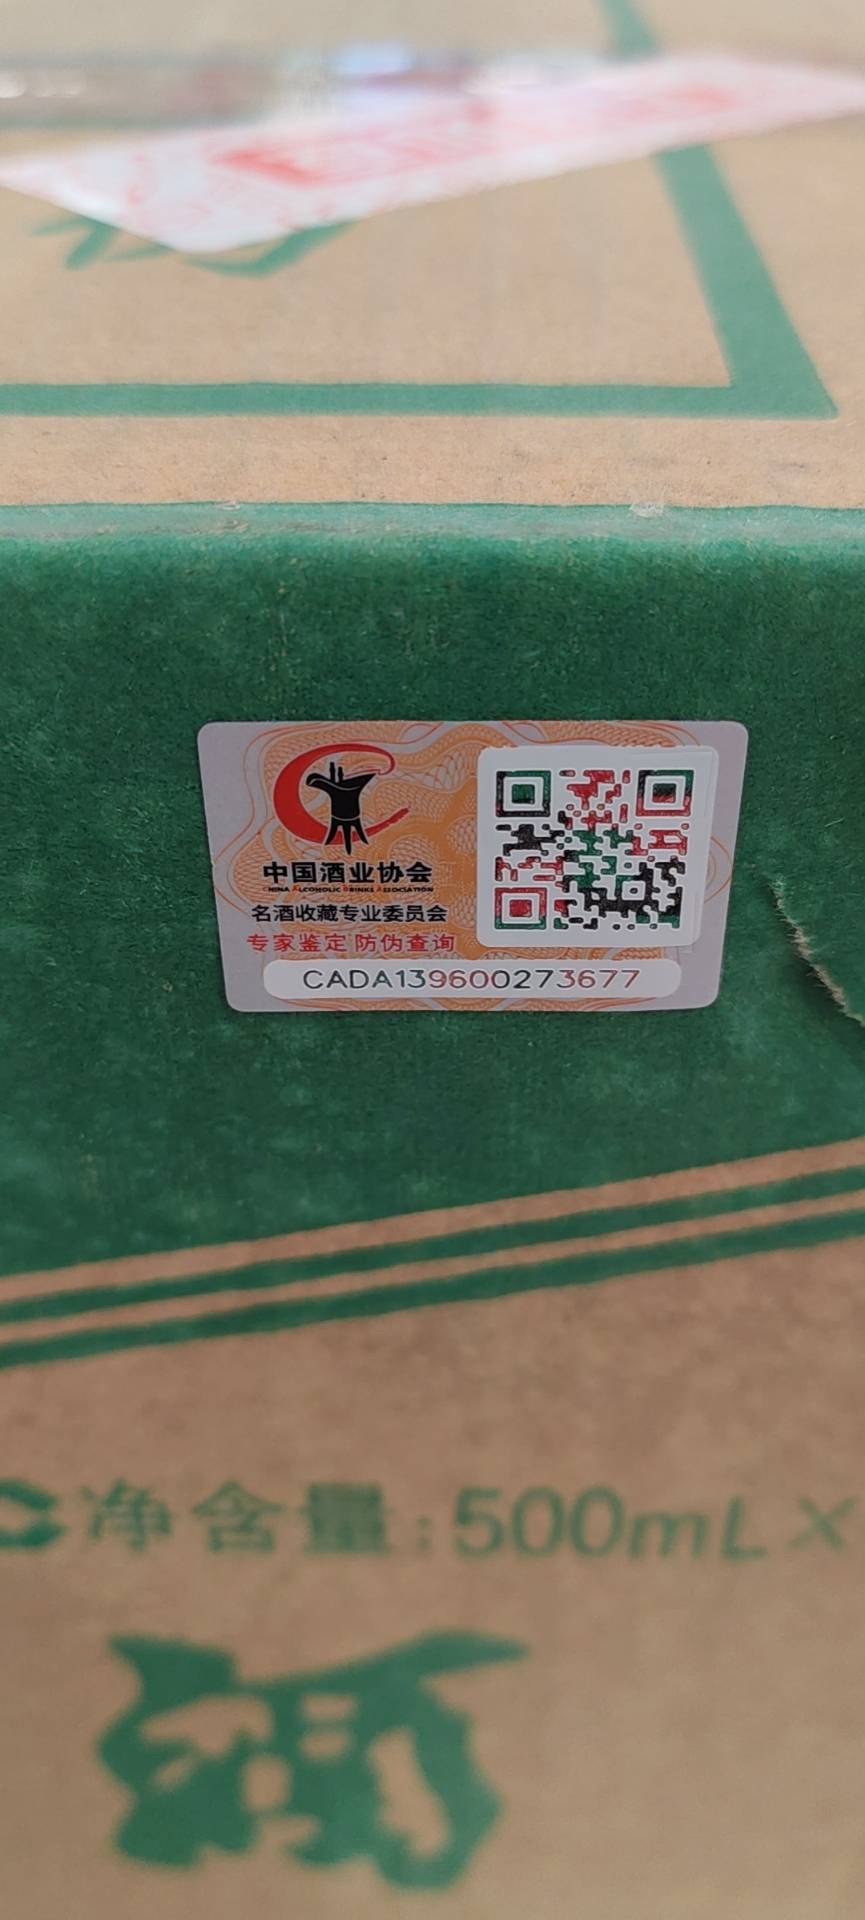 中国酒业协会
CHINA ALCOHOLIC DRINKS ASSOCIATION
名酒收藏专业委员会
专家鉴定 防伪查询
CADA139600273677
净含量:500mL×